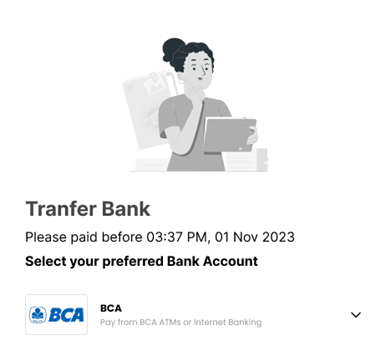 Tranfer Bank
Please paid before 03:37 PM, 01 Nov 2023
Select your preferred Bank Account
BCA
BCA
Pay from BCA ATMs or Internet Banking